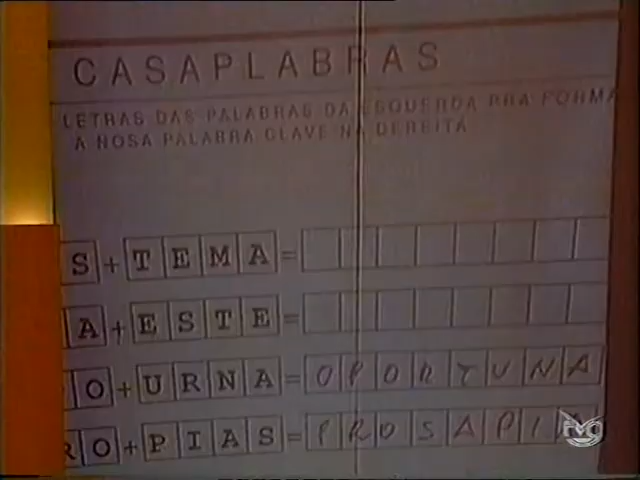 CASAPLABRAS
LETRAS DAS PALABRAS DA ESQUERDA PRA FORMA
A NOSA PALABRA CLAVE NA DEREITA
S+TEMA=
A+ESTE=
O+URNA=OPORTUNA
RO+PIAS=PROSAPIA
tvg